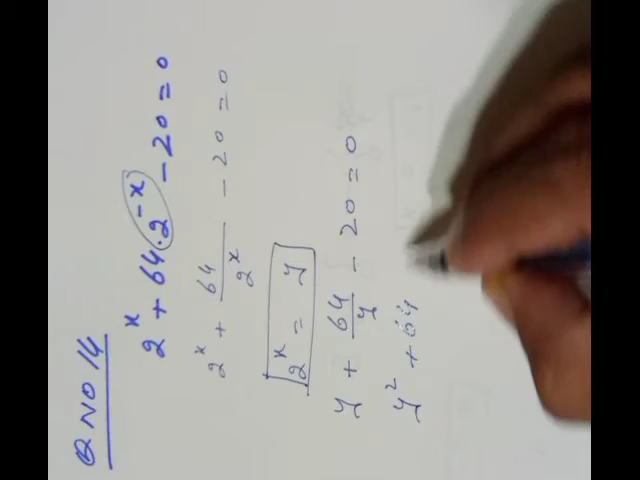 Q NO 14
2^x + 64 · 2^-x - 20 = 0
2^x + 64/2^x - 20 = 0
2^x = y
y + 64/y - 20 = 0
y^2 + 64